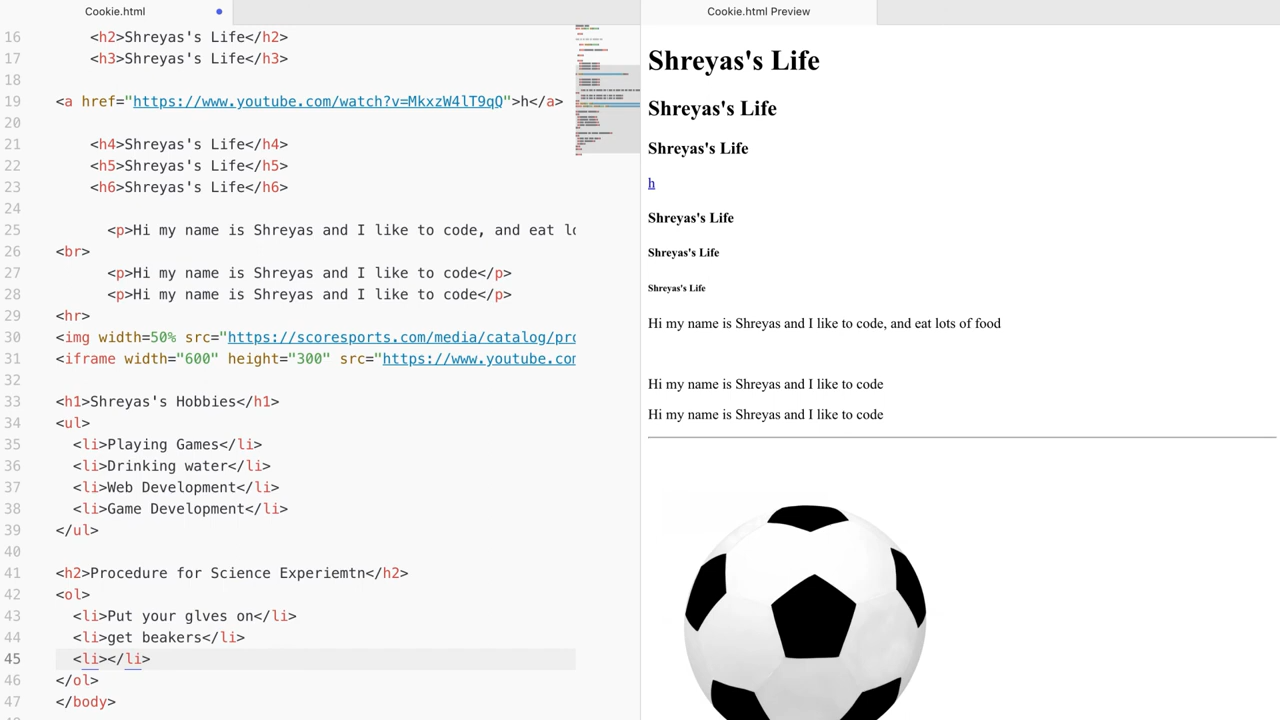 Cookie.html
16 <h2>Shreyas's Life</h2>
17 <h3>Shreyas's Life</h3>
18
19 <a href="https://www.youtube.com/watch?v=MkxzW4lT9qQ">h</a>
20
21 <h4>Shreyas's Life</h4>
22 <h5>Shreyas's Life</h5>
23 <h6>Shreyas's Life</h6>
24
25 <p>Hi my name is Shreyas and I like to code, and eat lo
26 <br>
27 <p>Hi my name is Shreyas and I like to code</p>
28 <p>Hi my name is Shreyas and I like to code</p>
29 <hr>
30 <img width=50% src="https://scoresports.com/media/catalog/pro
31 <iframe width="600" height="300" src="https://www.youtube.com
32
33 <h1>Shreyas's Hobbies</h1>
34 <ul>
35 <li>Playing Games</li>
36 <li>Drinking water</li>
37 <li>Web Development</li>
38 <li>Game Development</li>
39 </ul>
40
41 <h2>Procedure for Science Experiemtn</h2>
42 <ol>
43 <li>Put your glves on</li>
44 <li>get beakers</li>
45 <li></li>
46 </ol>
47 </body>
Cookie.html Preview
Shreyas's Life
Shreyas's Life
Shreyas's Life
h
Shreyas's Life
Shreyas's Life
Shreyas's Life
Hi my name is Shreyas and I like to code, and eat lots of food
Hi my name is Shreyas and I like to code
Hi my name is Shreyas and I like to code